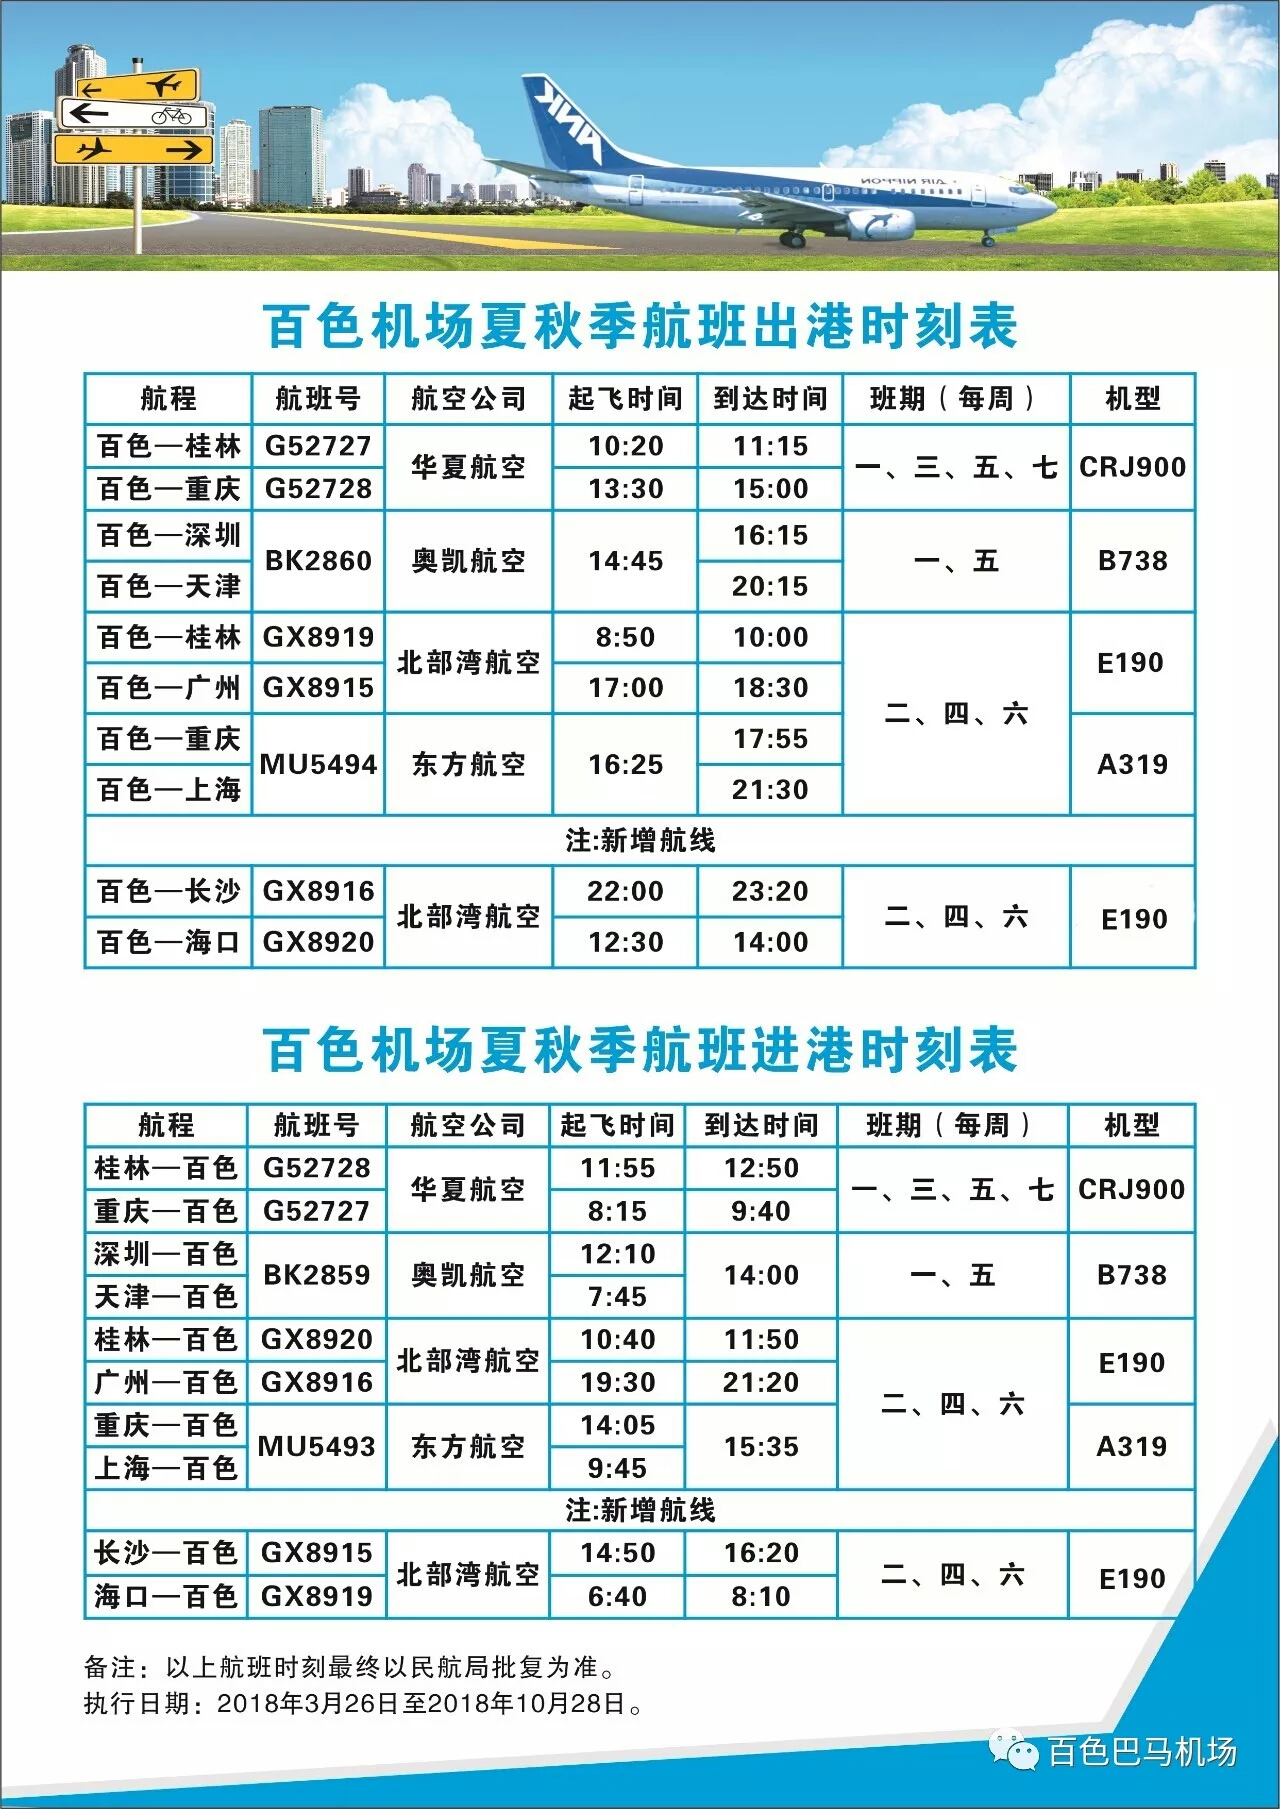 ANK
AIR NIPPON
百色机场夏秋季航班出港时刻表
航程 航班号 航空公司 起飞时间 到达时间 班期（每周） 机型
百色—桂林 G52727 华夏航空 10:20 11:15 一、三、五、七 CRJ900
百色—重庆 G52728 13:30 15:00
百色—深圳 BK2860 奥凯航空 14:45 16:15 一、五 B738
百色—天津 20:15
百色—桂林 GX8919 北部湾航空 8:50 10:00 二、四、六 E190
百色—广州 GX8915 17:00 18:30
百色—重庆 MU5494 东方航空 16:25 17:55 A319
百色—上海 21:30
注:新增航线
百色—长沙 GX8916 北部湾航空 22:00 23:20 二、四、六 E190
百色—海口 GX8920 12:30 14:00
百色机场夏秋季航班进港时刻表
航程 航班号 航空公司 起飞时间 到达时间 班期（每周） 机型
桂林—百色 G52728 华夏航空 11:55 12:50 一、三、五、七 CRJ900
重庆—百色 G52727 8:15 9:40
深圳—百色 BK2859 奥凯航空 12:10 14:00 一、五 B738
天津—百色 7:45
桂林—百色 GX8920 北部湾航空 10:40 11:50 二、四、六 E190
广州—百色 GX8916 19:30 21:20
重庆—百色 MU5493 东方航空 14:05 15:35 A319
上海—百色 9:45
注:新增航线
长沙—百色 GX8915 北部湾航空 14:50 16:20 二、四、六 E190
海口—百色 GX8919 6:40 8:10
备注：以上航班时刻最终以民航局批复为准。
执行日期：2018年3月26日至2018年10月28日。
百色巴马机场